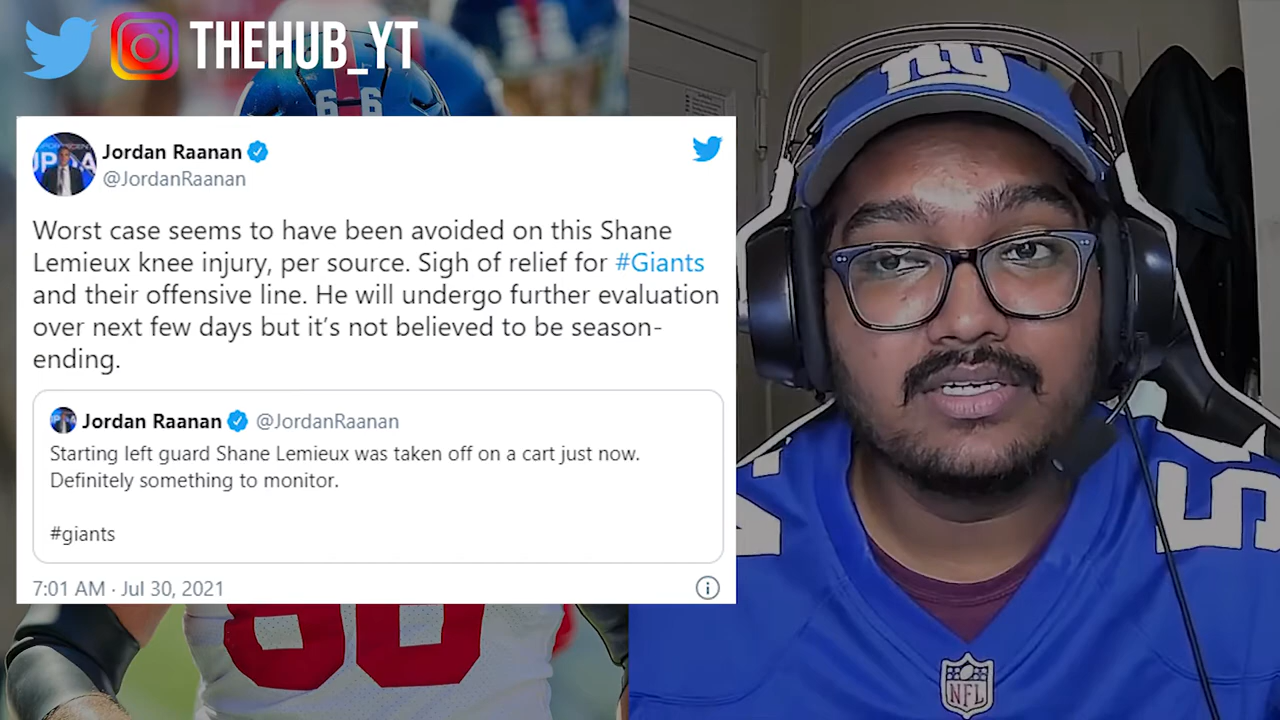 THEHUB_YT
66
ny
Jordan Raanan
@JordanRaanan
Worst case seems to have been avoided on this Shane
Lemieux knee injury, per source. Sigh of relief for #Giants
and their offensive line. He will undergo further evaluation
over next few days but it’s not believed to be season-
ending.
Jordan Raanan @JordanRaanan
Starting left guard Shane Lemieux was taken off on a cart just now.
Definitely something to monitor.
#giants
7:01 AM · Jul 30, 2021
NFL